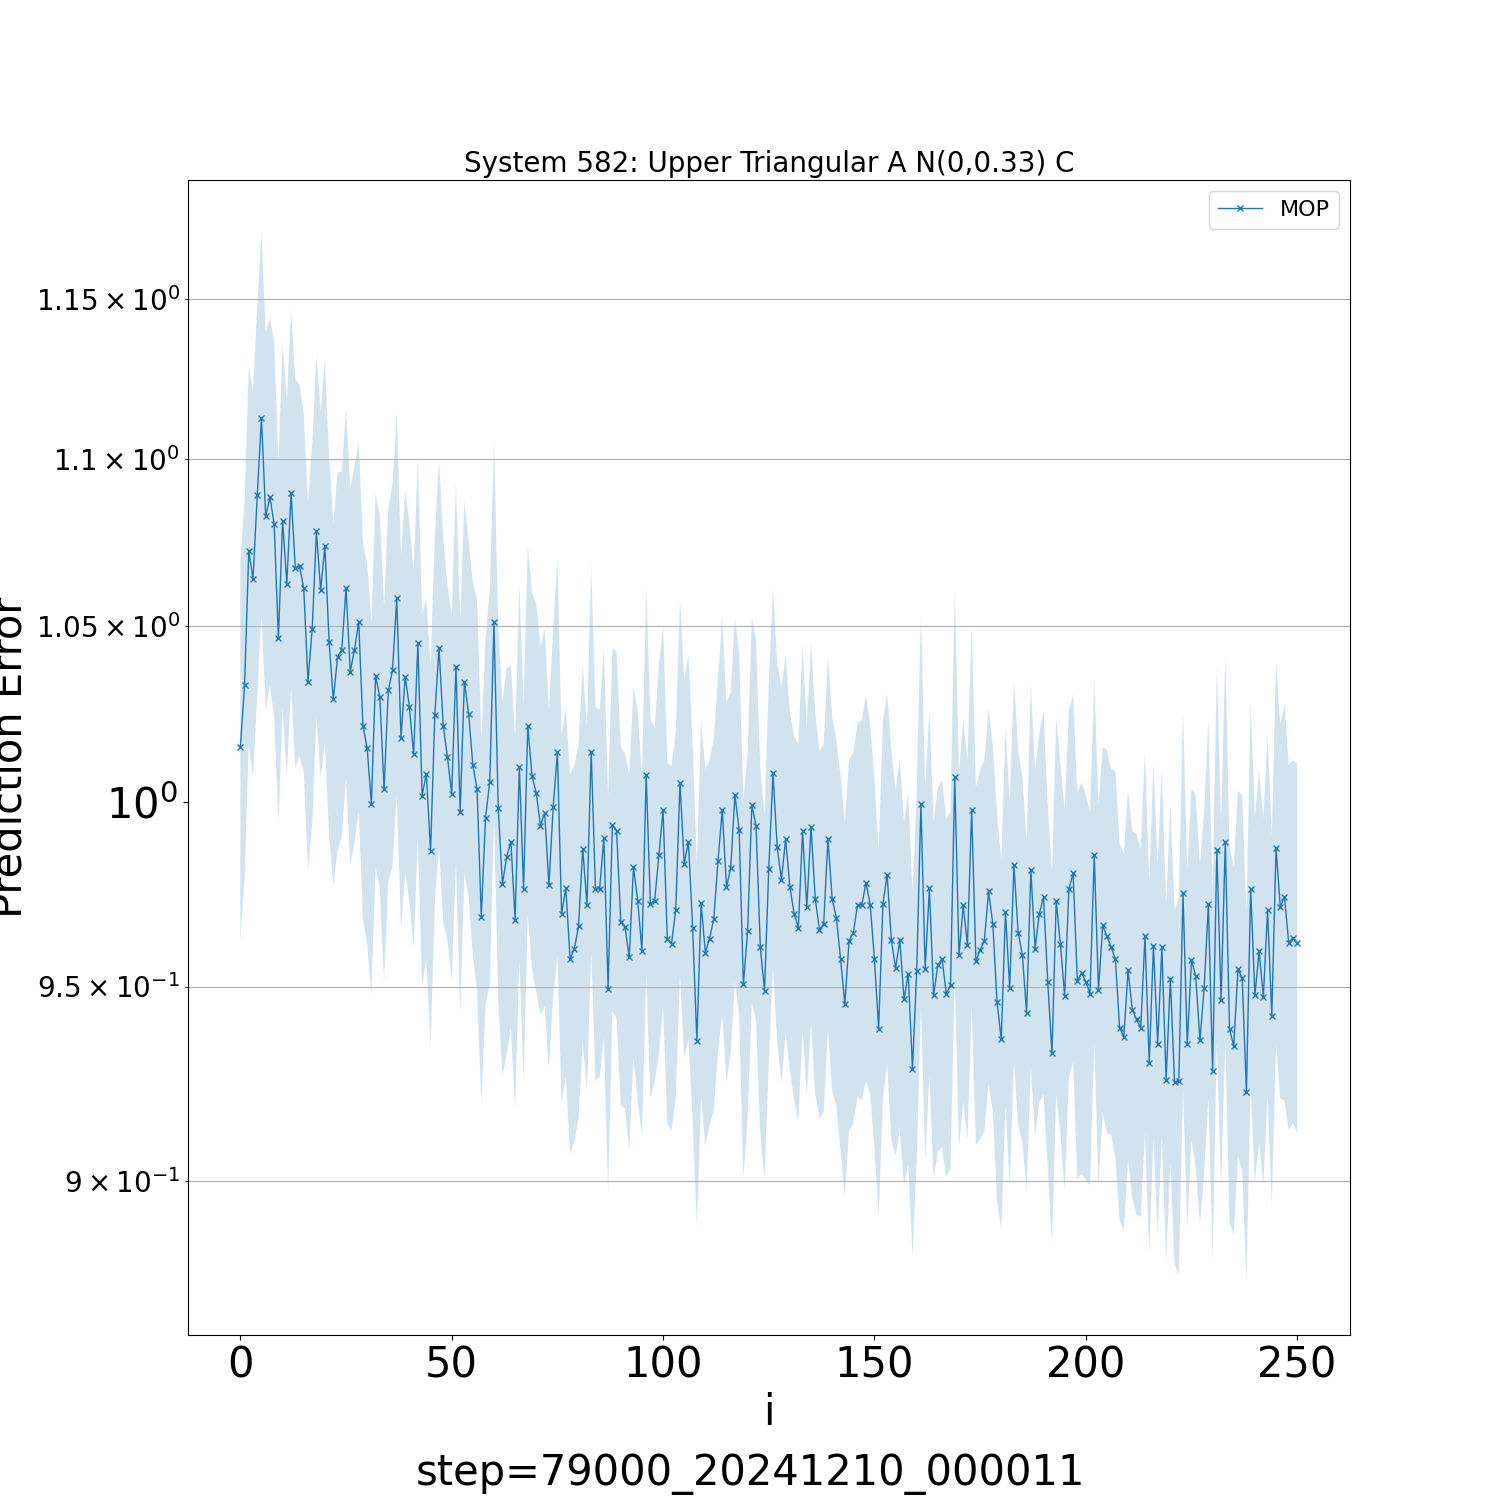 System 582: Upper Triangular A N(0,0.33) C
MOP
1.15 × 10⁰
1.1 × 10⁰
1.05 × 10⁰
10⁰
9.5 × 10⁻¹
9 × 10⁻¹
Prediction Error
0 50 100 150 200 250
i
step=79000_20241210_000011